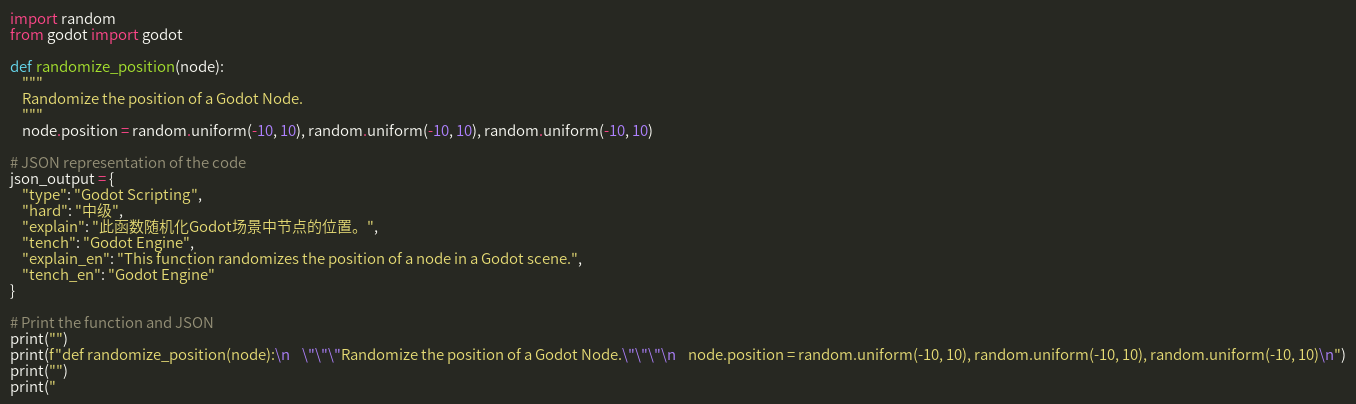 import random
from godot import godot
def randomize_position(node):
"""
Randomize the position of a Godot Node.
"""
node.position = random.uniform(-10, 10), random.uniform(-10, 10), random.uniform(-10, 10)
# JSON representation of the code
json_output = {
"type": "Godot Scripting",
"hard": "中级",
"explain": "此函数随机化Godot场景中节点的位置。",
"tench": "Godot Engine",
"explain_en": "This function randomizes the position of a node in a Godot scene.",
"tench_en": "Godot Engine"
}
# Print the function and JSON
print("")
print(f"def randomize_position(node):\n    \"\"\"Randomize the position of a Godot Node.\"\"\"\n    node.position = random.uniform(-10, 10), random.uniform(-10, 10), random.uniform(-10, 10)\n")
print("")
print("